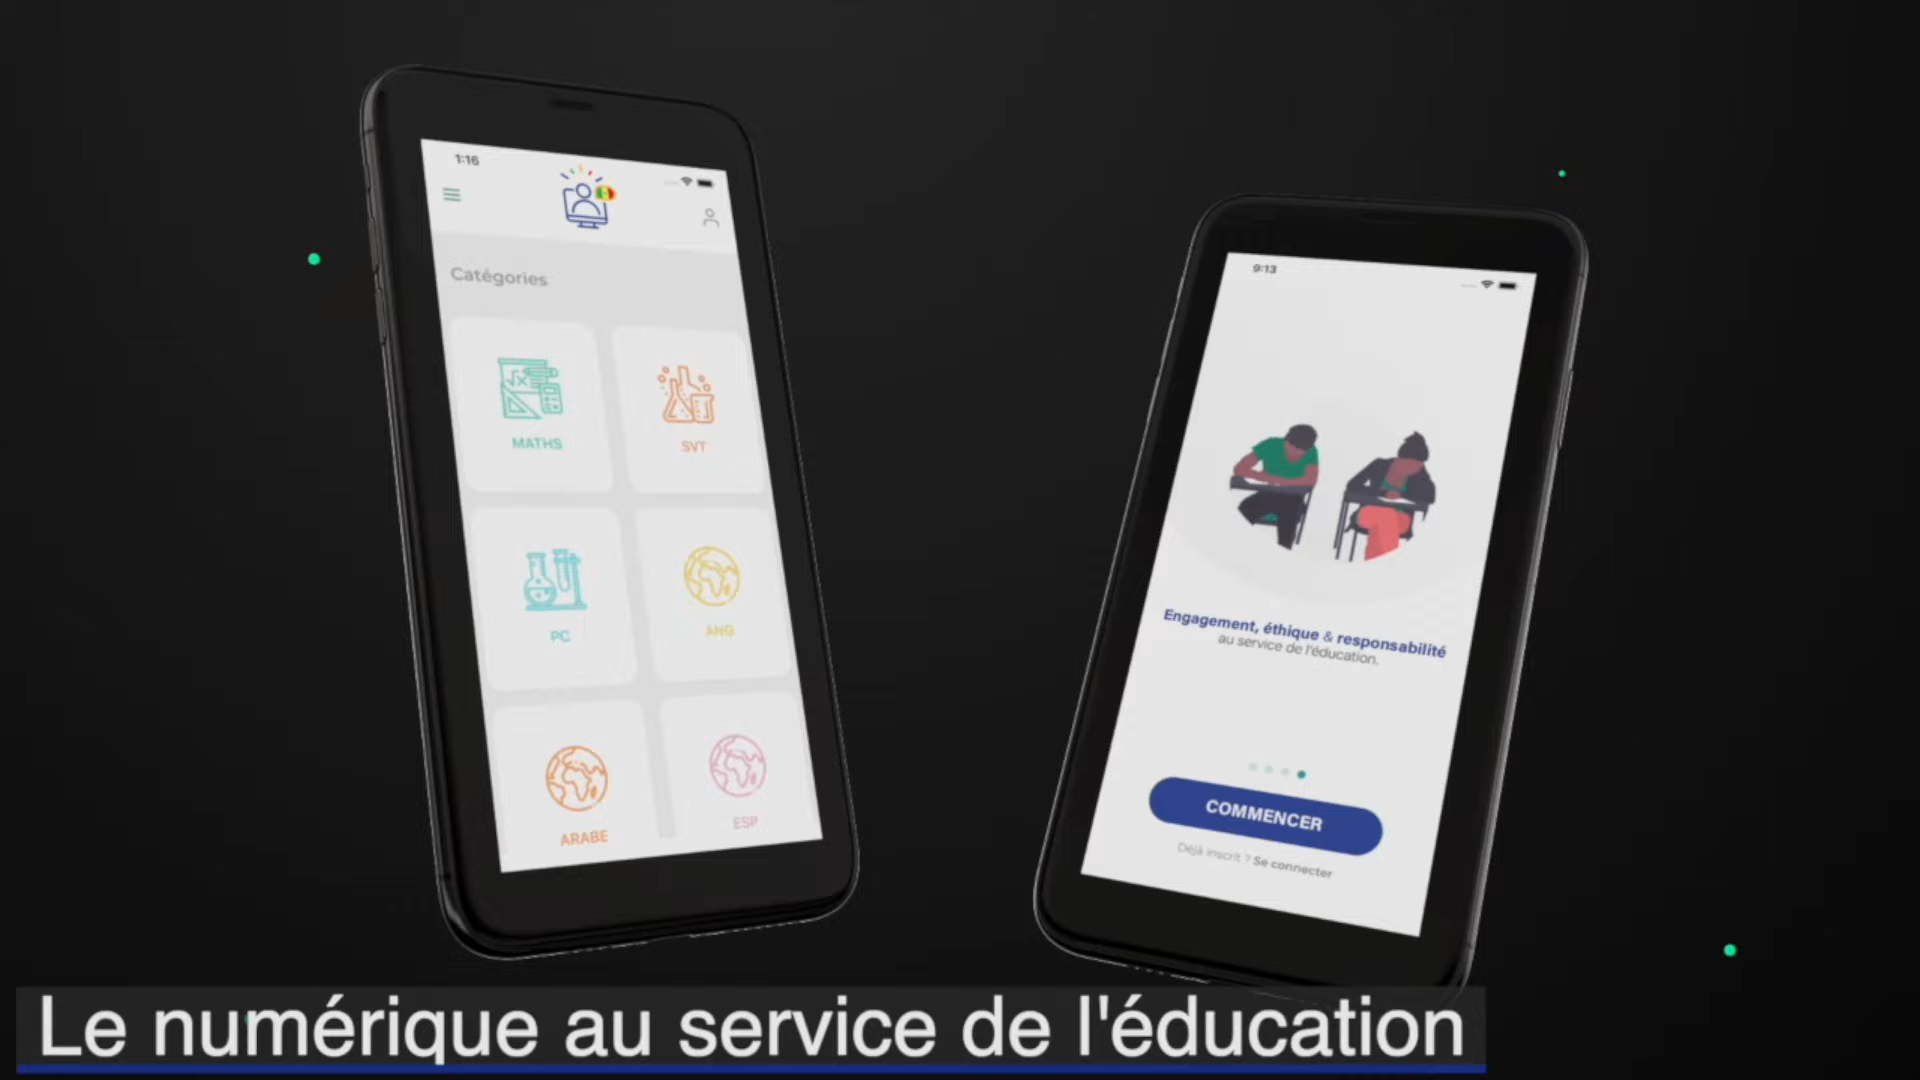 1:16
Catégories
MATHS
SVT
PC
ANG
ARABE
ESP
9:13
Engagement, éthique & responsabilité
au service de l'éducation.
COMMENCER
Déjà inscrit ? Se connecter
Le numérique au service de l'éducation